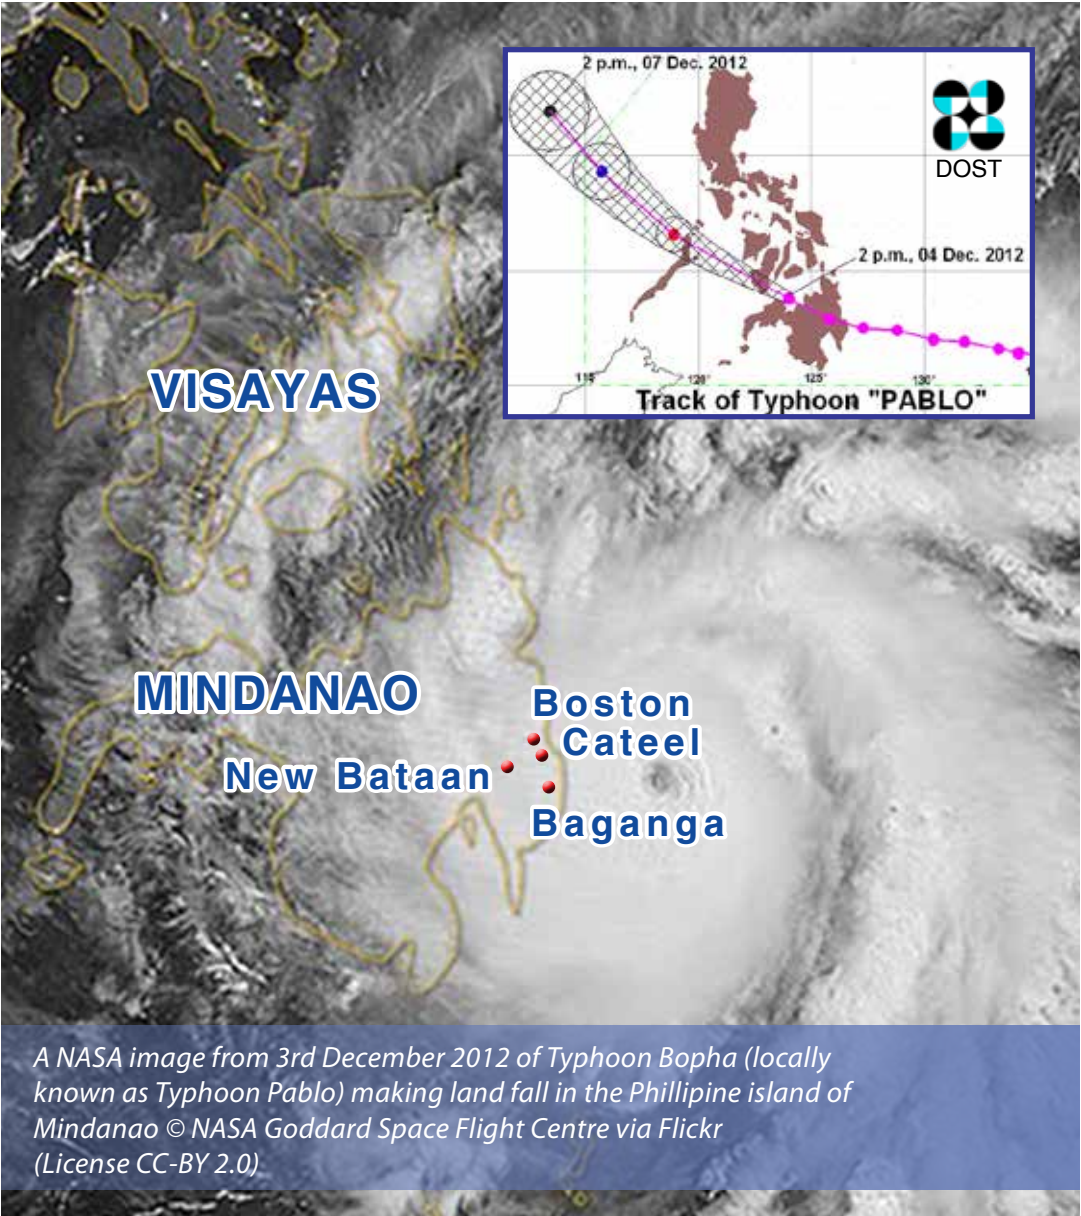 2 p.m., 07 Dec. 2012
DOST
2 p.m., 04 Dec. 2012
115 120 125 130
Track of Typhoon "PABLO"
VISAYAS
MINDANAO
Boston
Cateel
New Bataan
Baganga
A NASA image from 3rd December 2012 of Typhoon Bopha (locally
known as Typhoon Pablo) making land fall in the Phillipine island of
Mindanao © NASA Goddard Space Flight Centre via Flickr
(License CC-BY 2.0)